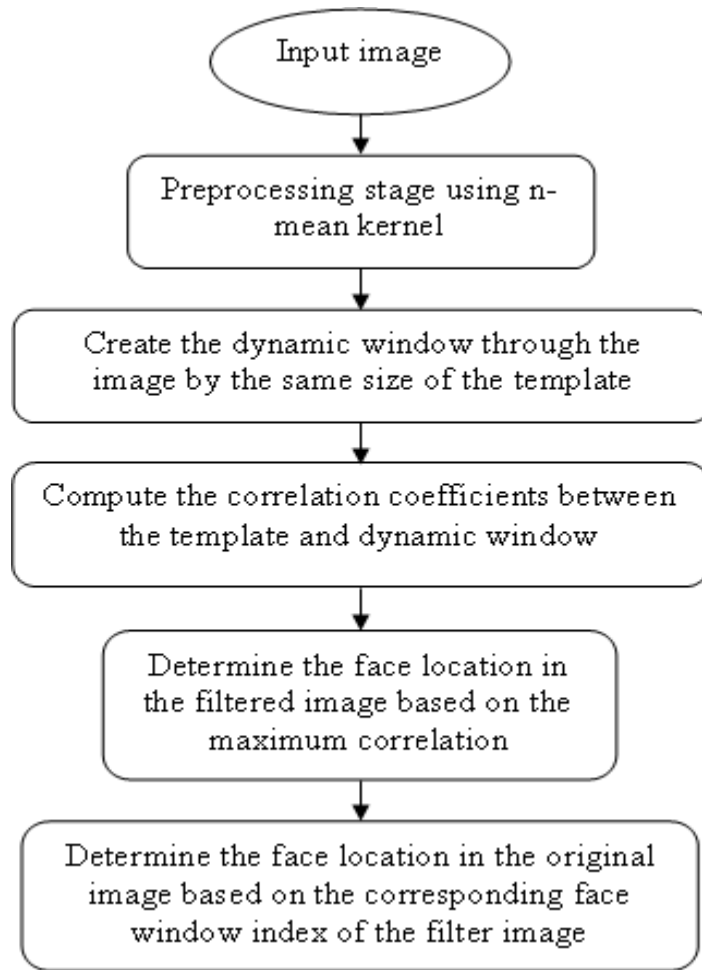 Input image
Preprocessing stage using n-
mean kernel
Create the dynamic window through the
image by the same size of the template
Compute the correlation coefficients between
the template and dynamic window
Determine the face location in
the filtered image based on the
maximum correlation
Determine the face location in the original
image based on the corresponding face
window index of the filter image